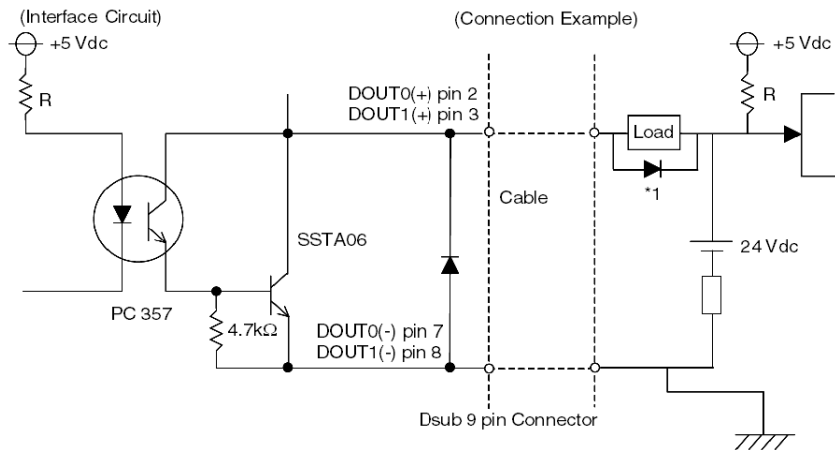 (Interface Circuit)
(Connection Example)
+5 Vdc
+5 Vdc
R
DOUT0(+) pin 2
DOUT1(+) pin 3
R
Load
*1
Cable
SSTA06
24 Vdc
PC 357
4.7kΩ
DOUT0(-) pin 7
DOUT1(-) pin 8
Dsub 9 pin Connector